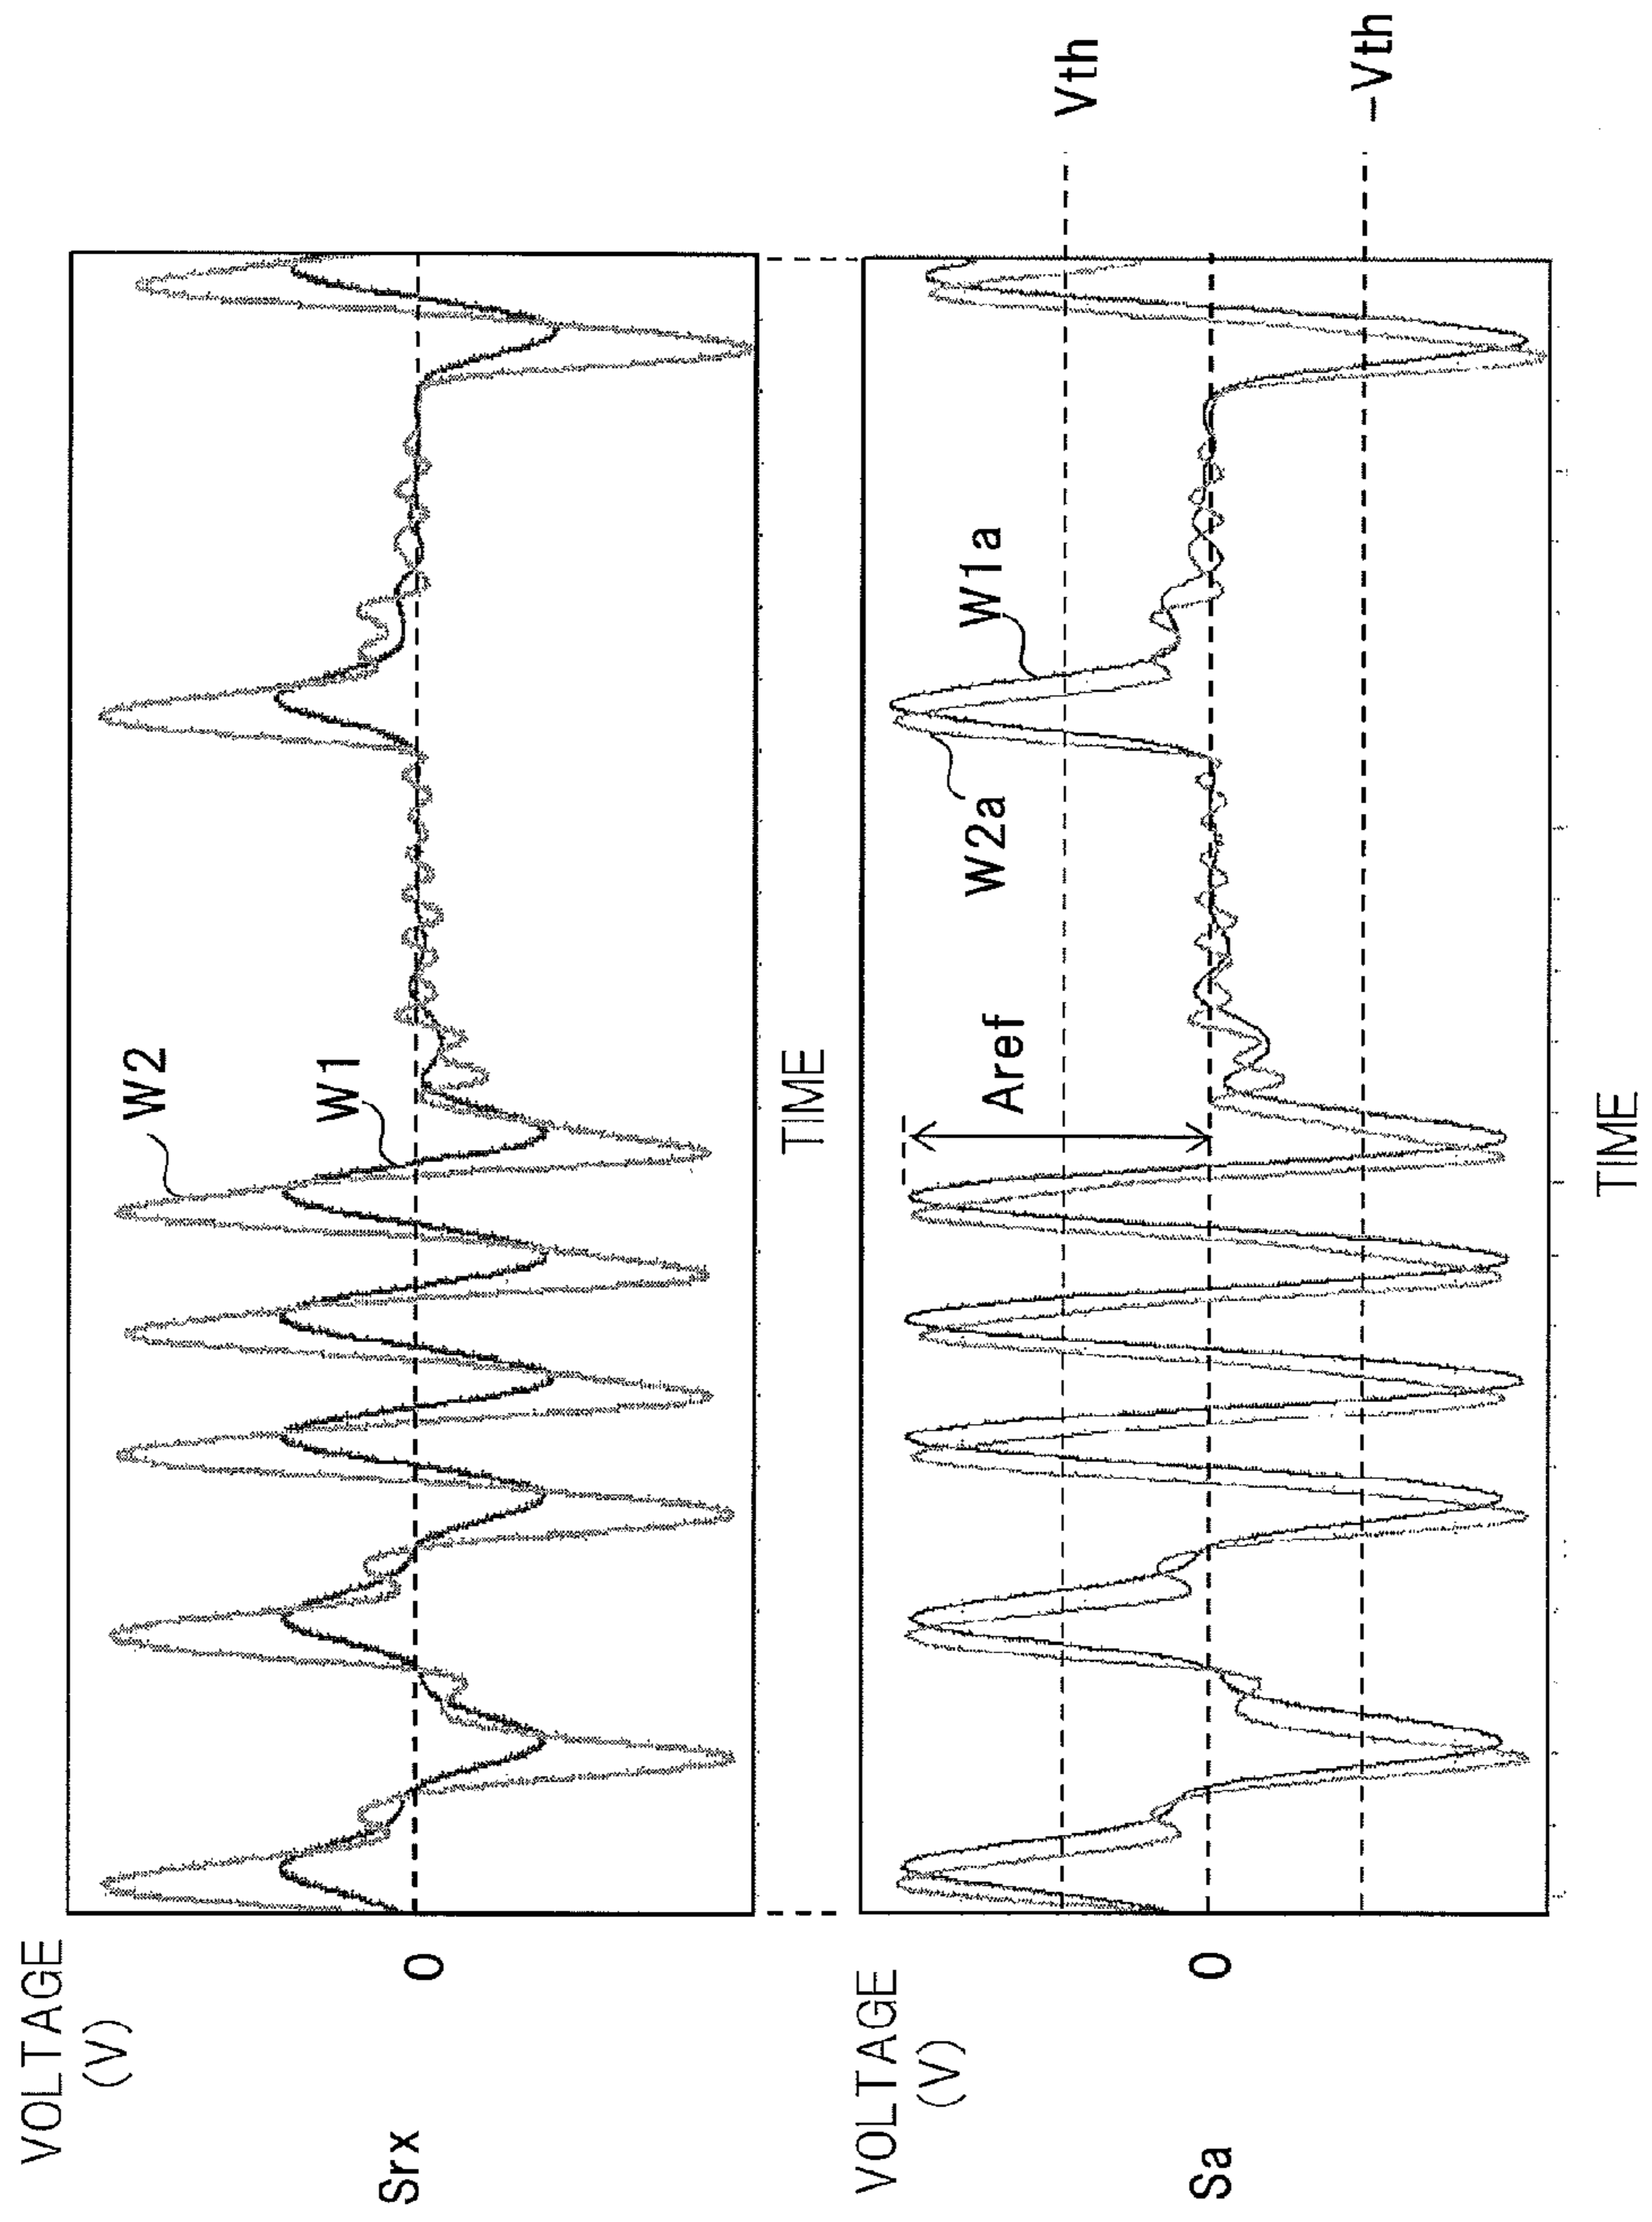 VOLTAGE
(V)
Srx
0
W2
W1
TIME
VOLTAGE
(V)
Sa
0
Aref
W2a
W1a
Vth
-Vth
TIME